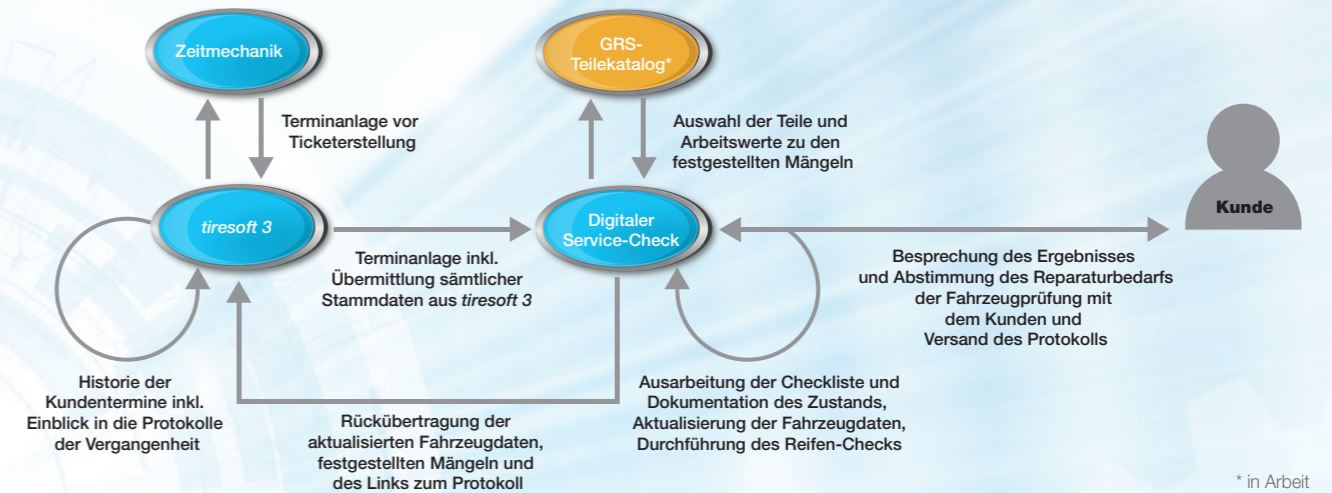 Zeitmechanik
GRS-
Teilekatalog*
Terminanlage vor
Ticketerstellung
Auswahl der Teile und
Arbeitswerte zu den
festgestellten Mängeln
tiresoft 3
Digitaler
Service-Check
Kunde
Terminanlage inkl.
Übermittlung sämtlicher
Stammdaten aus tiresoft 3
Besprechung des Ergebnisses
und Abstimmung des Reparaturbedarfs
der Fahrzeugprüfung mit
dem Kunden und
Versand des Protokolls
Historie der
Kundentermine inkl.
Einblick in die Protokolle
der Vergangenheit
Rückübertragung der
aktualisierten Fahrzeugdaten,
festgestellten Mängeln und
des Links zum Protokoll
Ausarbeitung der Checkliste und
Dokumentation des Zustands,
Aktualisierung der Fahrzeugdaten,
Durchführung des Reifen-Checks
* in Arbeit